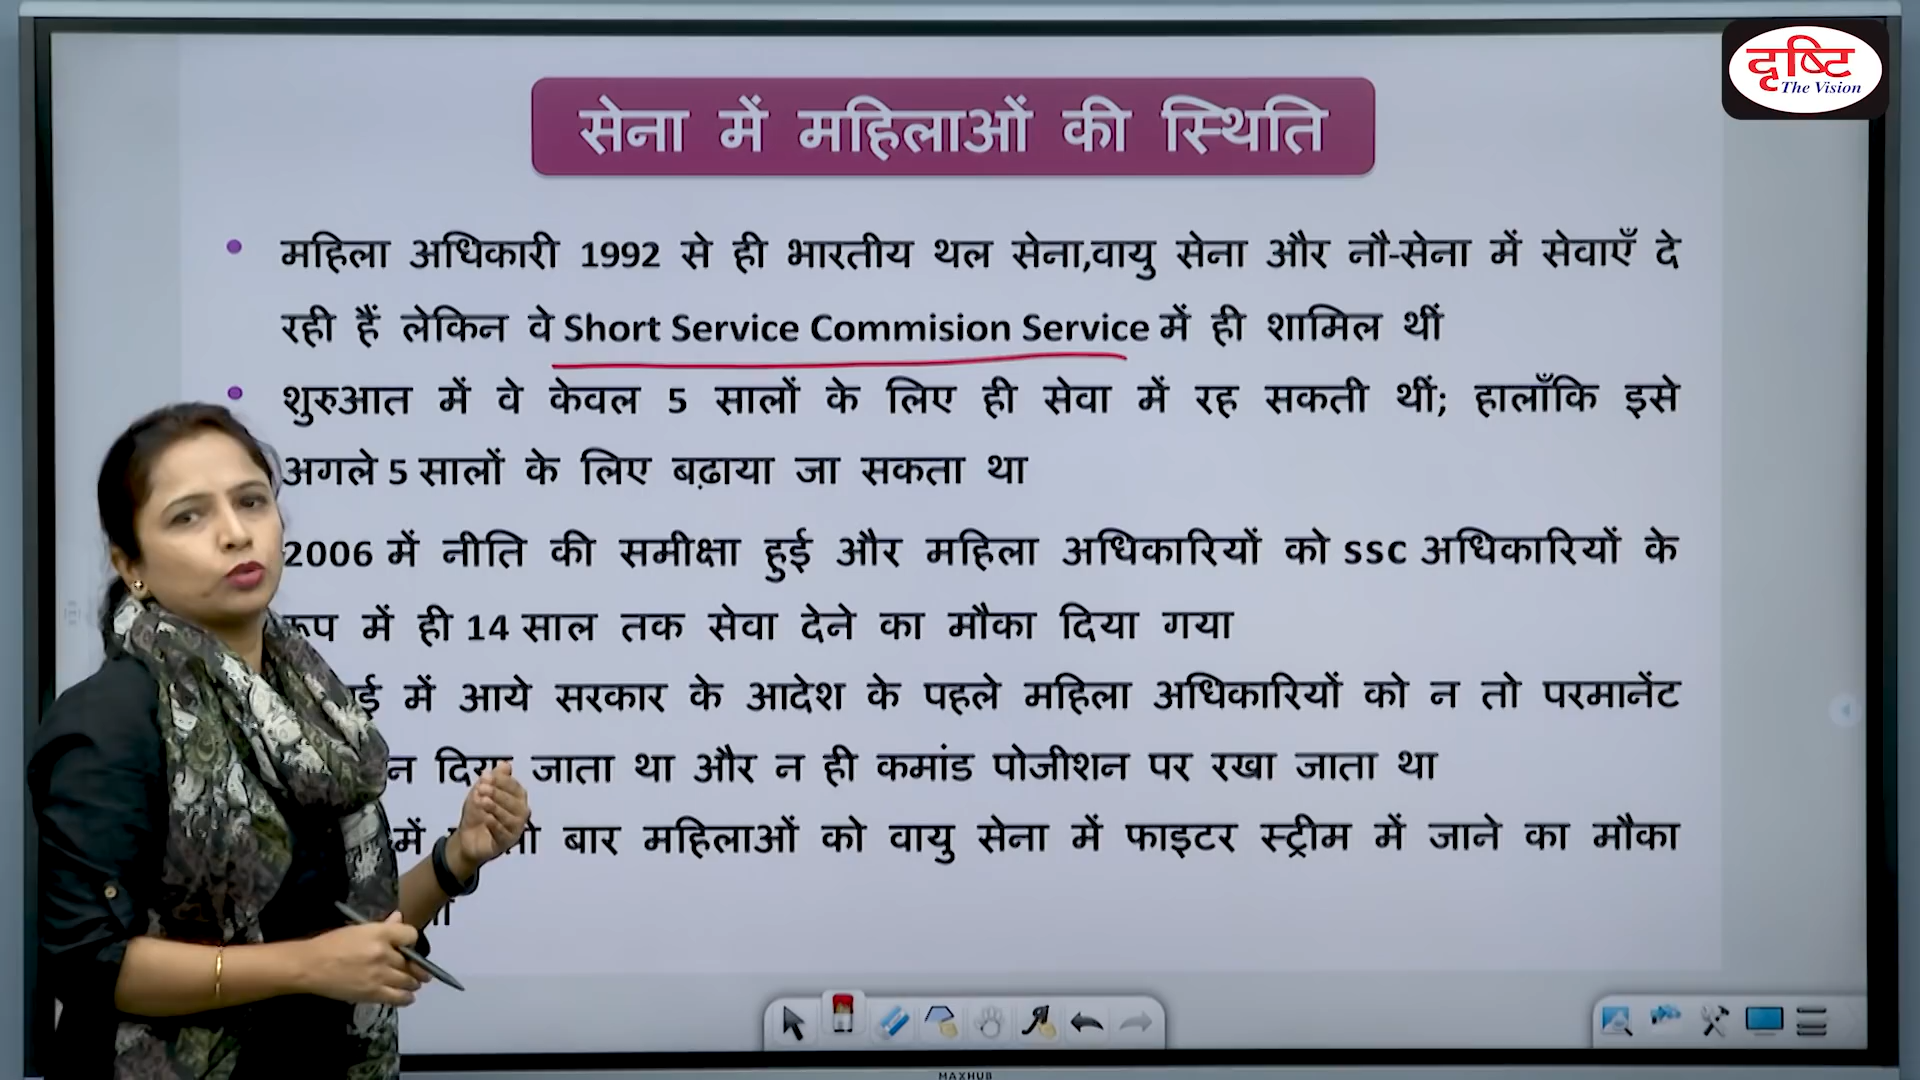 दृष्टि
The Vision
सेना में महिलाओं की स्थिति
महिला अधिकारी 1992 से ही भारतीय थल सेना,वायु सेना और नौ-सेना में सेवाएँ दे
रही हैं लेकिन वे Short Service Commision Service में ही शामिल थीं
शुरुआत में वे केवल 5 सालों के लिए ही सेवा में रह सकती थीं; हालाँकि इसे
अगले 5 सालों के लिए बढ़ाया जा सकता था
2006 में नीति की समीक्षा हुई और महिला अधिकारियों को SSC अधिकारियों के
रूप में ही 14 साल तक सेवा देने का मौका दिया गया
में आये सरकार के आदेश के पहले महिला अधिकारियों को न तो परमानेंट
दिया जाता था और न ही कमांड पोजीशन पर रखा जाता था
में बार महिलाओं को वायु सेना में फाइटर स्ट्रीम में जाने का मौका
MAXHUB